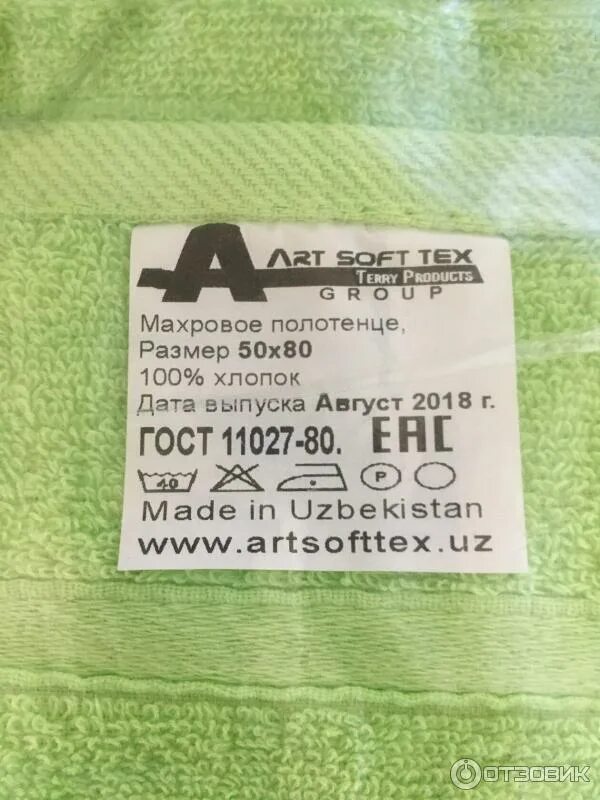 ART SOFT TEX
TERRY PRODUCTS
GROUP
Махровое полотенце,
Размер 50x80
100% хлопок
Дата выпуска Август 2018 г.
ГОСТ 11027-80. EAC
40 P
Made in Uzbekistan
www.artsofttex.uz
ОТЗОВИК